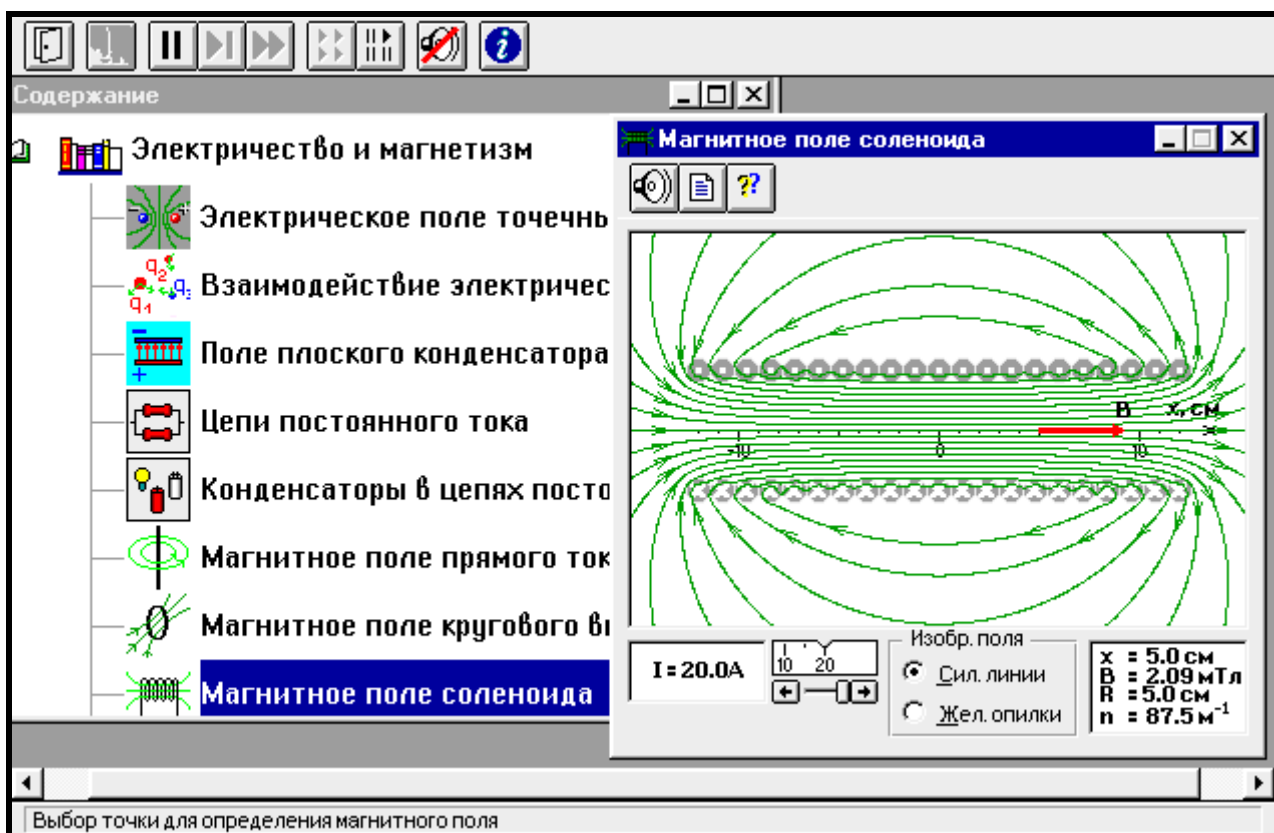 Содержание
Электричество и магнетизм
Электрическое поле точечны
Взаимодействие электричес
Поле плоского конденсатора
Цепи постоянного тока
Конденсаторы в цепях посто
Магнитное поле прямого ток
Магнитное поле кругового ви
Магнитное поле соленоида
Магнитное поле соленоида
B x, см
-10 0 10
I = 20.0A
10 20
Изобр. поля
Сил. линии
Жел. опилки
x = 5.0 см
B = 2.09 мТл
R = 5.0 см
n = 87.5 м⁻¹
Выбор точки для определения магнитного поля